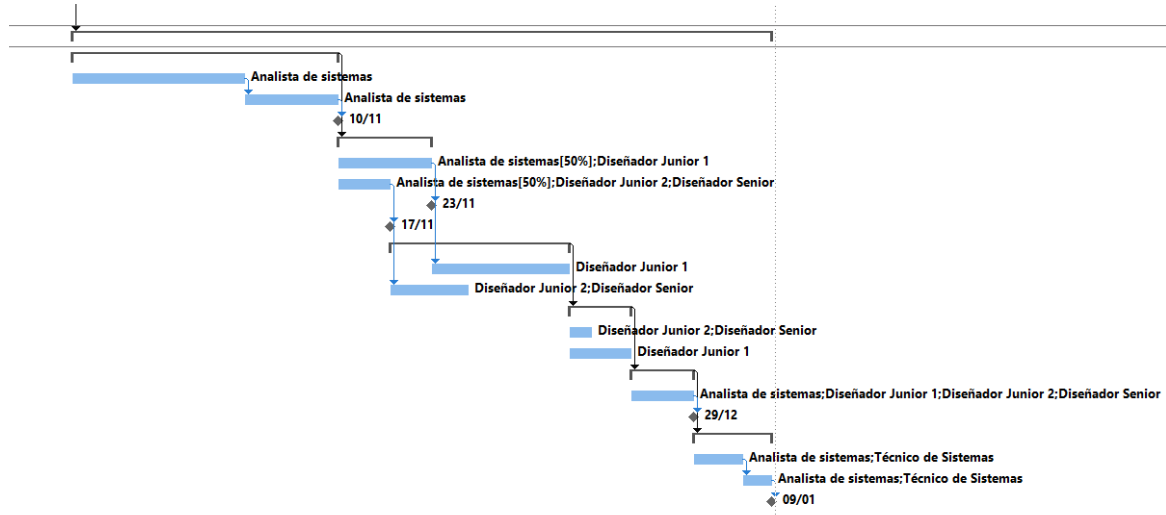 Analista de sistemas
Analista de sistemas
10/11
Analista de sistemas[50%];Diseñador Junior 1
Analista de sistemas[50%];Diseñador Junior 2;Diseñador Senior
23/11
17/11
Diseñador Junior 1
Diseñador Junior 2;Diseñador Senior
Diseñador Junior 2;Diseñador Senior
Diseñador Junior 1
Analista de sistemas;Diseñador Junior 1;Diseñador Junior 2;Diseñador Senior
29/12
Analista de sistemas;Técnico de Sistemas
Analista de sistemas;Técnico de Sistemas
09/01